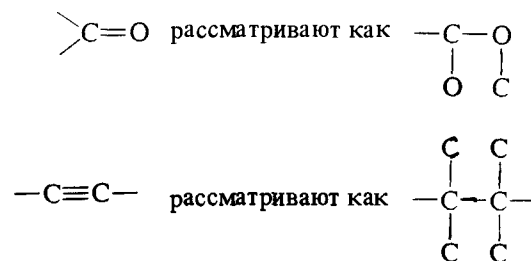 C=O рассматривают как —C—O
O C
C C
—C≡C— рассматривают как —C—C—
C C